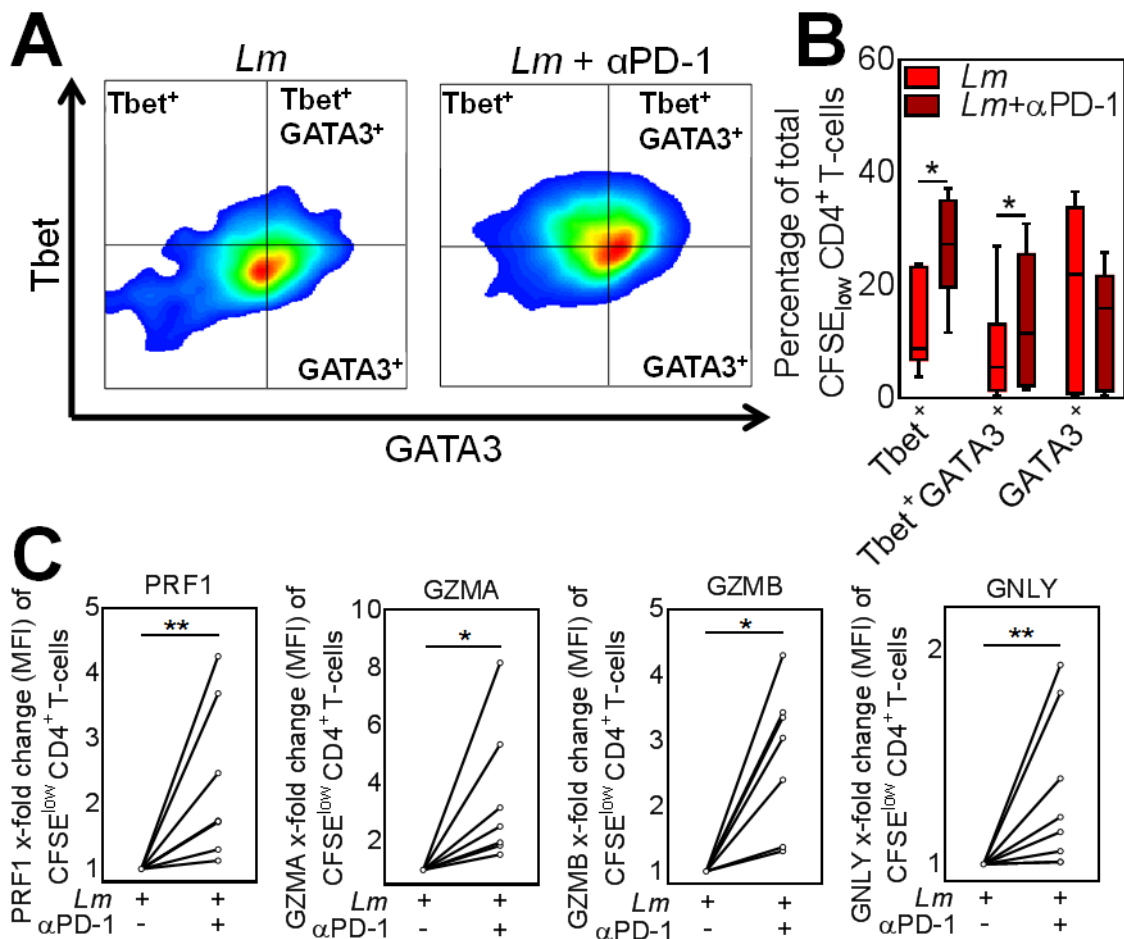 A
Lm
Lm + αPD-1
Tbet⁺
Tbet⁺
GATA3⁺
GATA3⁺
Tbet⁺
Tbet⁺
GATA3⁺
GATA3⁺
Tbet
GATA3
B
Percentage of total
CFSElow CD4⁺ T-cells
60
40
20
0
Lm
Lm+αPD-1
*
*
Tbet⁺
Tbet⁺ GATA3⁺
GATA3⁺
C
PRF1
PRF1 x-fold change (MFI) of
CFSElow CD4⁺ T-cells
5
4
3
2
1
**
Lm + +
αPD-1 - +
GZMA
GZMA x-fold change (MFI) of
CFSElow CD4⁺ T-cells
10
8
6
4
2
*
Lm + +
αPD-1 - +
GZMB
GZMB x-fold change (MFI) of
CFSElow CD4⁺ T-cells
5
4
3
2
1
*
Lm + +
αPD-1 - +
GNLY
GNLY x-fold change (MFI) of
CFSElow CD4⁺ T-cells
2
1
**
Lm + +
αPD-1 - +